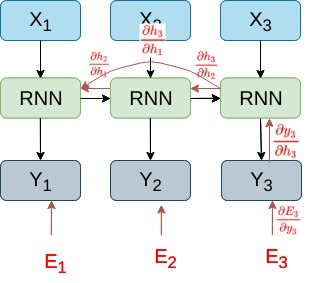 X₁ X₂ X₃
∂h₃/∂h₁
∂h₂/∂h₁ ∂h₃/∂h₂
RNN RNN RNN
∂y₃/∂h₃
Y₁ Y₂ Y₃
∂E₃/∂y₃
E₁ E₂ E₃